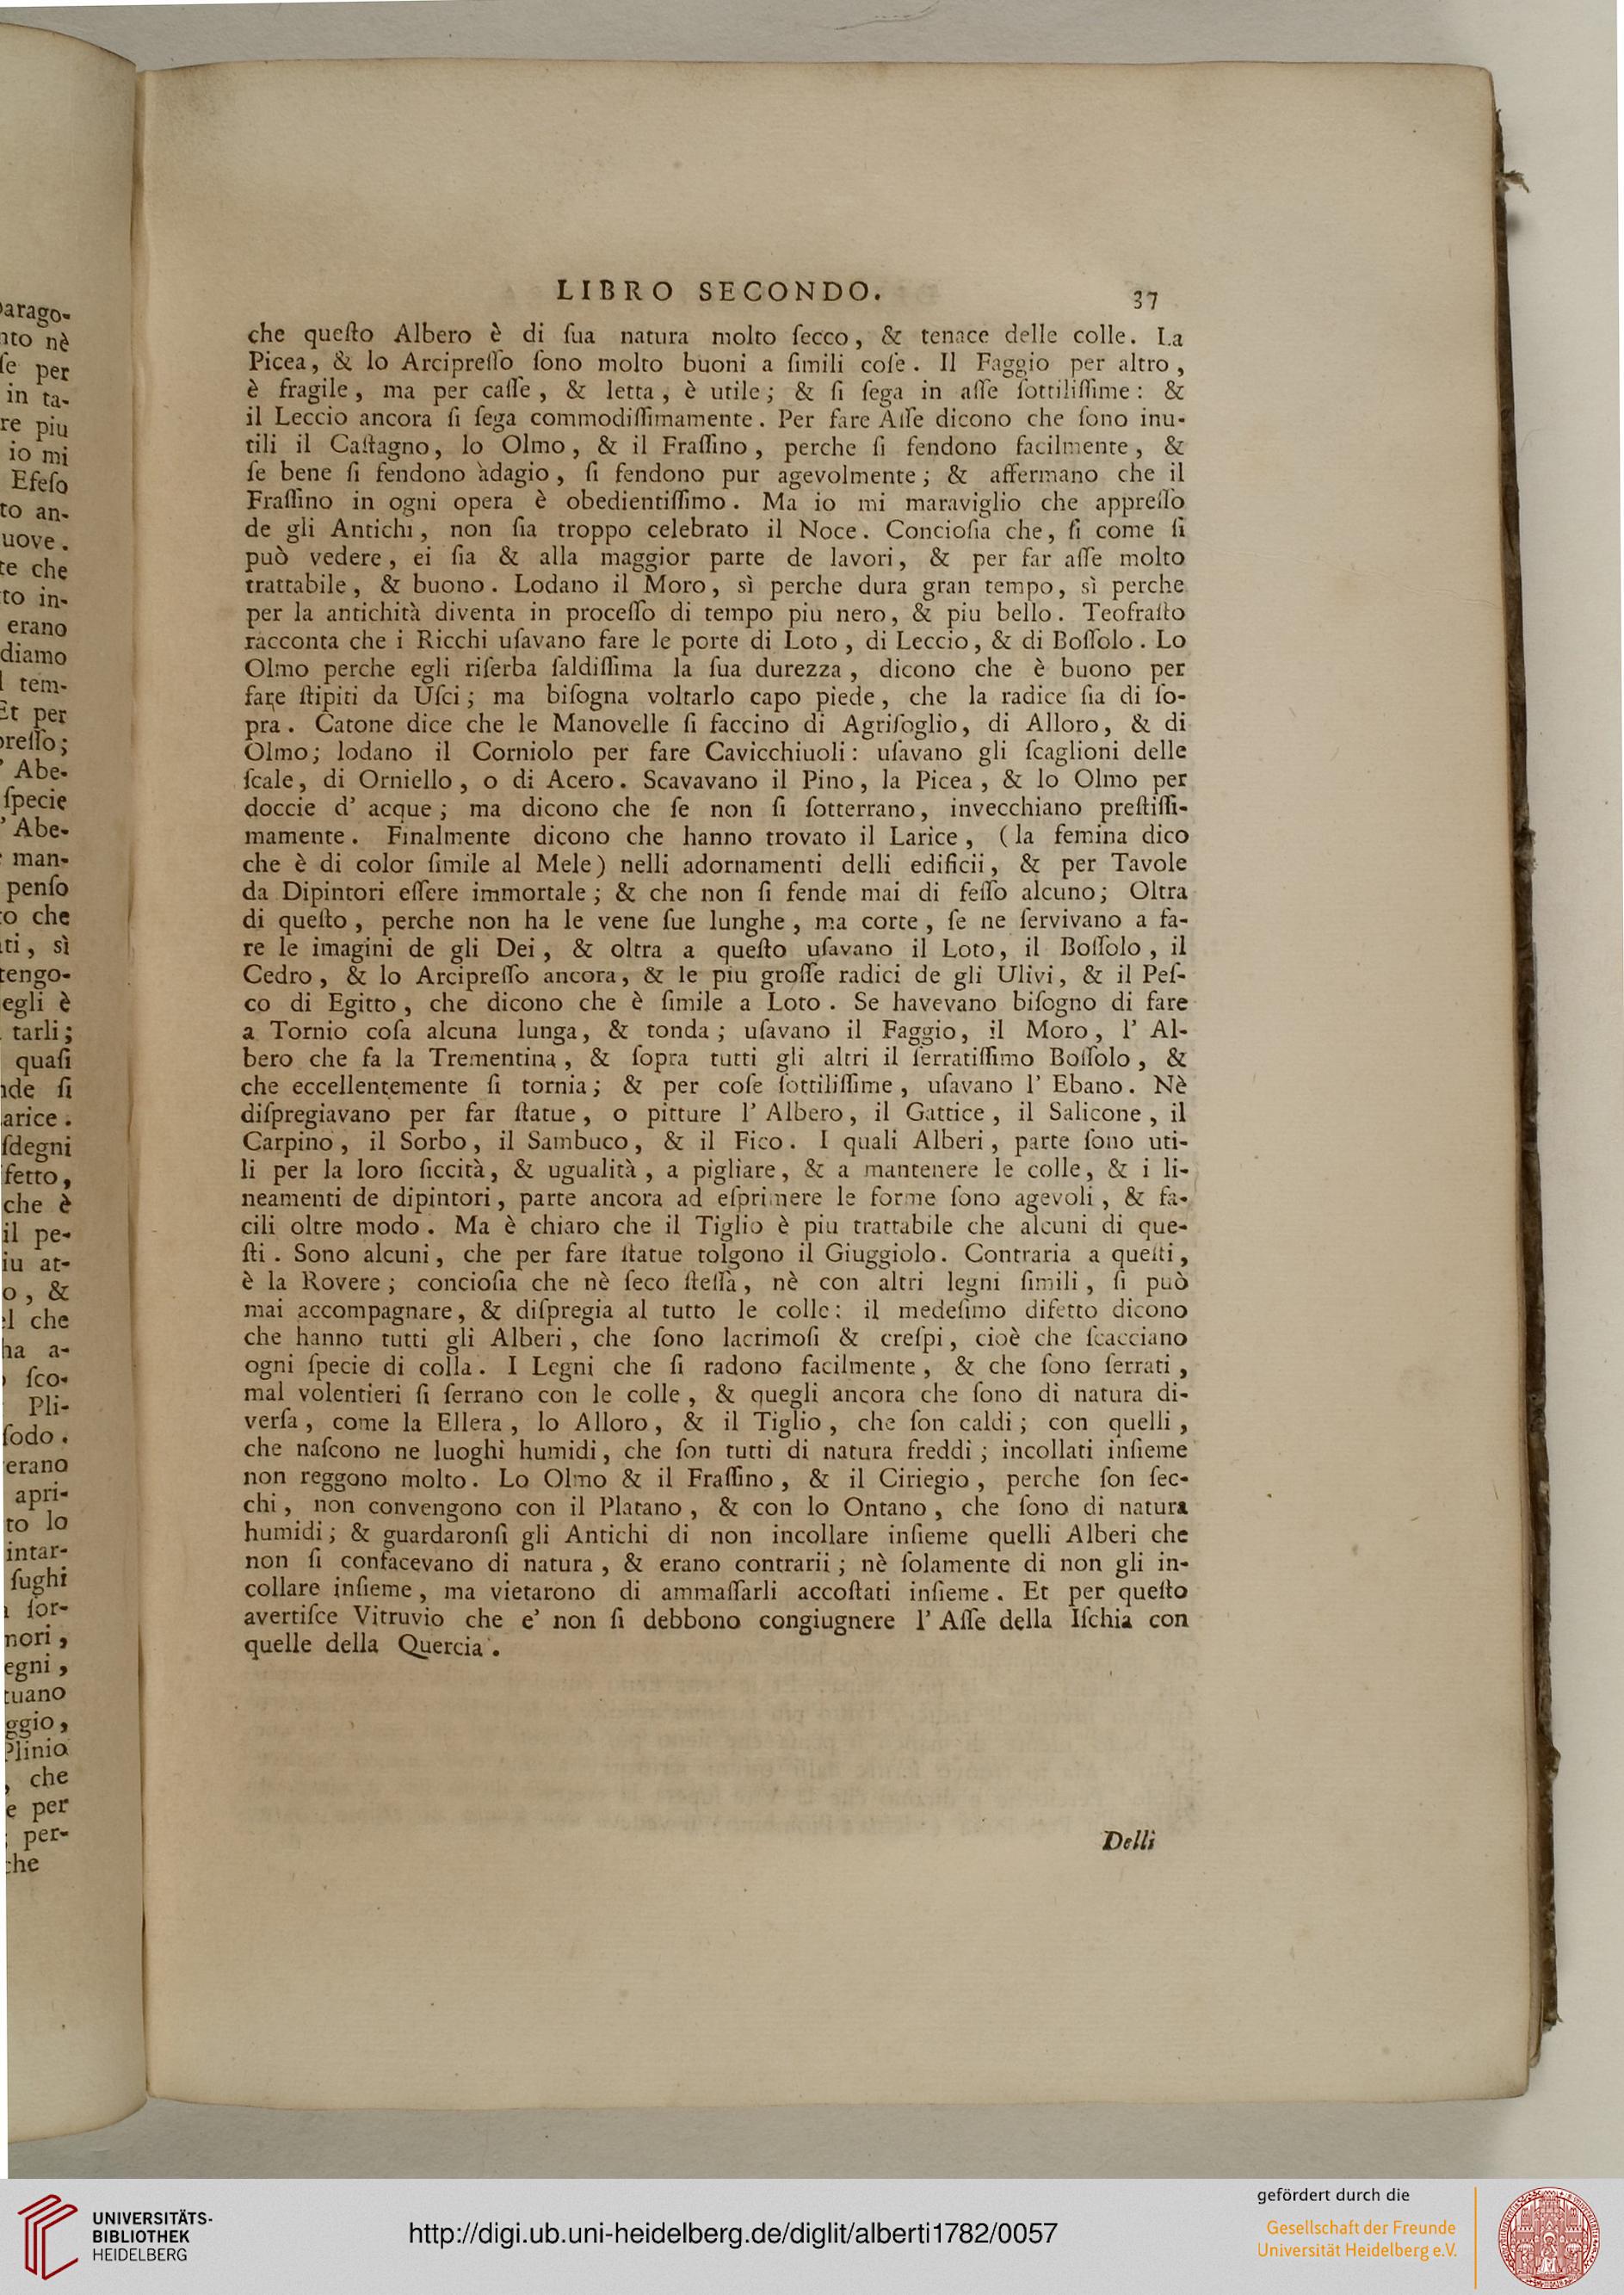 LIBRO SECONDO. 37
che queſto Albero è di ſua natura molto ſecco, & tenace delle colle. La
Picea, & lo Arcipreſſo ſono molto buoni a ſimili coſe. Il Faggio per altro,
è fragile, ma per caſſe, & letta, è utile; & ſi ſega in aſſe ſottiliſſime: &
il Leccio ancora ſi ſega commodiſſimamente. Per fare Aſſe dicono che ſono inu-
tili il Caſtagno, lo Olmo, & il Fraſſino, perche ſi fendono facilmente, &
ſe bene ſi fendono adagio, ſi fendono pur agevolmente; & affermano che il
Fraſſino in ogni opera è obedientiſſimo. Ma io mi maraviglio che appreſſo
de gli Antichi, non ſia troppo celebrato il Noce. Concioſia che, ſi come ſi
può vedere, ei ſia & alla maggior parte de lavori, & per far aſſe molto
trattabile, & buono. Lodano il Moro, sì perche dura gran tempo, sì perche
per la antichità diventa in proceſſo di tempo piu nero, & piu bello. Teofraſto
racconta che i Ricchi uſavano fare le porte di Loto, di Leccio, & di Boſſolo. Lo
Olmo perche egli riſerba ſaldiſſima la ſua durezza, dicono che è buono per
fare ſtipiti da Uſci; ma biſogna voltarlo capo piede, che la radice ſia di ſo-
pra. Catone dice che le Manovelle ſi faccino di Agrifoglio, di Alloro, & di
Olmo; lodano il Corniolo per fare Cavicchiuoli: uſavano gli ſcaglioni delle
ſcale, di Orniello, o di Acero. Scavavano il Pino, la Picea, & lo Olmo per
doccie d' acque; ma dicono che ſe non ſi ſotterrano, invecchiano preſtiſſi-
mamente. Finalmente dicono che hanno trovato il Larice, (la femina dico
che è di color ſimile al Mele) nelli adornamenti delli edificii, & per Tavole
da Dipintori eſſere immortale; & che non ſi fende mai di feſſo alcuno; Oltra
di queſto, perche non ha le vene ſue lunghe, ma corte, ſe ne ſervivano a fa-
re le imagini de gli Dei, & oltra a queſto uſavano il Loto, il Boſſolo, il
Cedro, & lo Arcipreſſo ancora, & le piu groſſe radici de gli Ulivi, & il Peſ-
co di Egitto, che dicono che è ſimile a Loto. Se havevano biſogno di fare
a Tornio coſa alcuna lunga, & tonda; uſavano il Faggio, il Moro, l' Al-
bero che fa la Trementina, & ſopra tutti gli altri il ſerratiſſimo Boſſolo, &
che eccellentemente ſi tornia; & per coſe ſottiliſſime, uſavano l' Ebano. Nè
diſpregiavano per far ſtatue, o pitture l' Albero, il Gattice, il Salicone, il
Carpino, il Sorbo, il Sambuco, & il Fico. I quali Alberi, parte ſono uti-
li per la loro ſiccità, & ugualità, a pigliare, & a mantenere le colle, & i li-
neamenti de dipintori, parte ancora ad eſprimere le forme ſono agevoli, & fa-
cili oltre modo. Ma è chiaro che il Tiglio è piu trattabile che alcuni di que-
ſti. Sono alcuni, che per fare ſtatue tolgono il Giuggiolo. Contraria a queſti,
è la Rovere; concioſia che nè ſeco ſteſſa, nè con altri legni ſimili, ſi può
mai accompagnare, & diſpregia al tutto le colle: il medeſimo difetto dicono
che hanno tutti gli Alberi, che ſono lacrimoſi & creſpi, cioè che ſcacciano
ogni ſpecie di colla. I Legni che ſi radono facilmente, & che ſono ſerrati,
mal volentieri ſi ſerrano con le colle, & quegli ancora che ſono di natura di-
verſa, come la Ellera, lo Alloro, & il Tiglio, che ſon caldi; con quelli,
che naſcono ne luoghi humidi, che ſon tutti di natura freddi; incollati inſieme
non reggono molto. Lo Olmo & il Fraſſino, & il Ciriegio, perche ſon ſec-
chi, non convengono con il Platano, & con lo Ontano, che ſono di natura
humidi; & guardaronſi gli Antichi di non incollare inſieme quelli Alberi che
non ſi confacevano di natura, & erano contrarii; nè ſolamente di non gli in-
collare inſieme, ma vietarono di ammaſſarli accoſtati inſieme. Et per queſto
avertiſce Vitruvio che e' non ſi debbono congiugnere l' Aſſe della Iſchia con
quelle della Quercia.
Delli
UNIVERSITÄTS-
BIBLIOTHEK
HEIDELBERG
http://digi.ub.uni-heidelberg.de/diglit/alberti1782/0057
gefördert durch die
Gesellschaft der Freunde
Universität Heidelberg e.V.